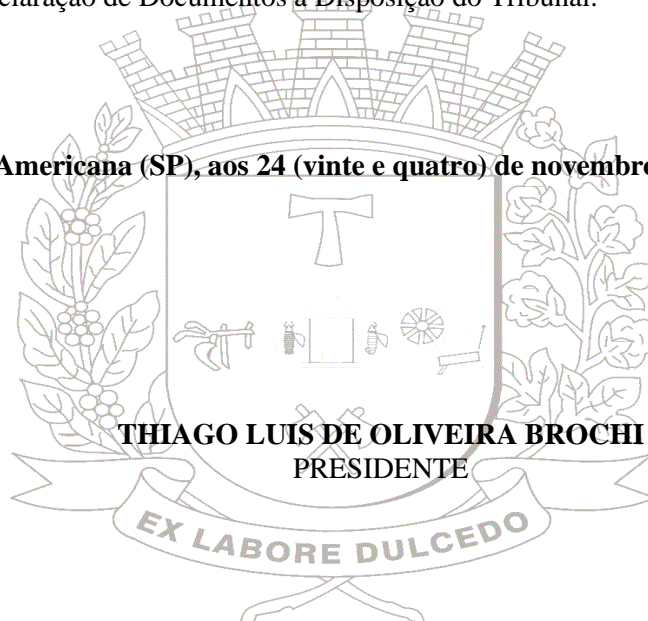 claração de Documentos à Disposição do Tribunal.
Americana (SP), aos 24 (vinte e quatro) de novembro
THIAGO LUIS DE OLIVEIRA BROCHI
PRESIDENTE
EX LABORE DULCEDO